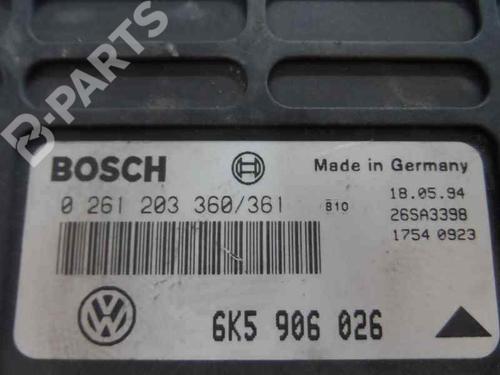 B-PARTS
BOSCH
Made in Germany
0 261 203 360/361
B10
18.05.94
26SA3398
1754 0923
6K5 906 026